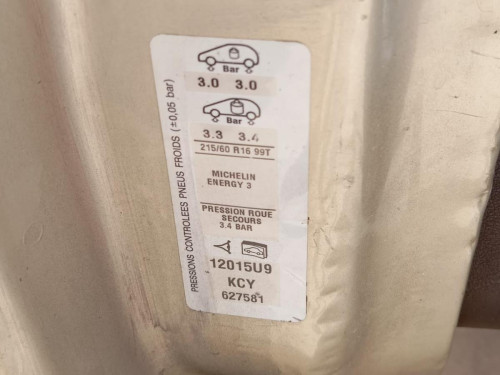 PRESSIONS CONTROLEES PNEUS FROIDS (±0,05 bar)
Bar
3.0 3.0
Bar
3.3 3.4
215/60 R16 99T
MICHELIN
ENERGY 3
PRESSION ROUE
SECOURS
3.4 BAR
12015U9
KCY
627581